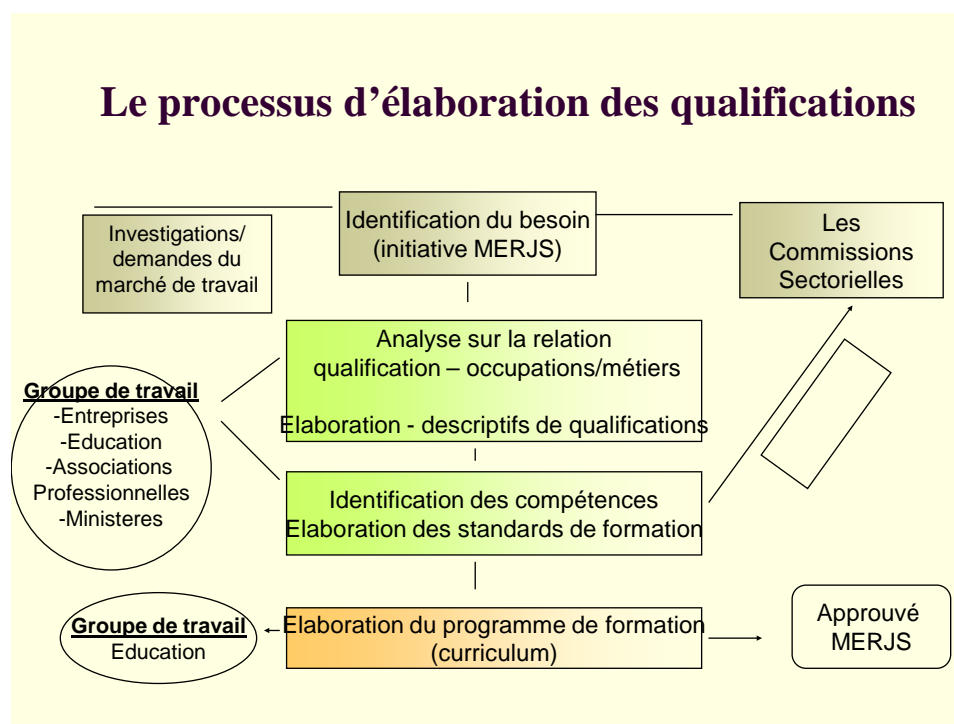 Le processus d’élaboration des qualifications
Investigations/
demandes du
marché de travail
Identification du besoin
(initiative MERJS)
Les
Commissions
Sectorielles
Analyse sur la relation
qualification – occupations/métiers
Elaboration - descriptifs de qualifications
Groupe de travail
-Entreprises
-Education
-Associations
Professionnelles
-Ministeres
Identification des compétences
Elaboration des standards de formation
Groupe de travail
Education
Elaboration du programme de formation
(curriculum)
Approuvé
MERJS